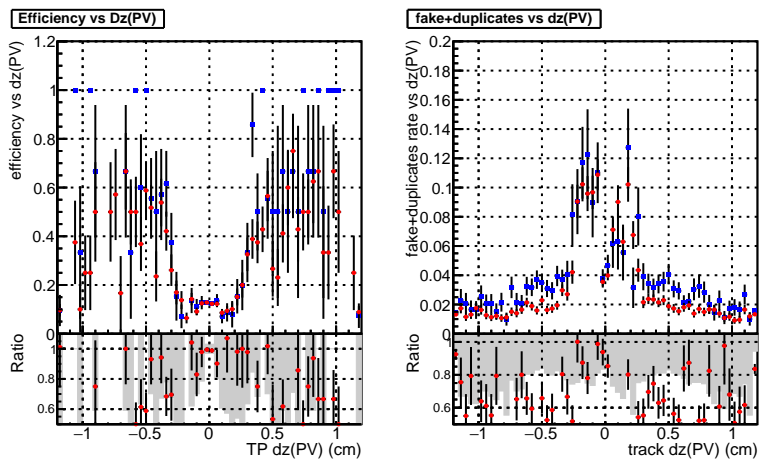 Efficiency vs Dz(PV)
efficiency vs dz(PV)
1.2
1
0.8
0.6
0.4
0.2
0
Ratio
1
0.8
0.6
−1 −0.5 0 0.5 1
TP dz(PV) (cm)
fake+duplicates vs dz(PV)
fake+duplicates rate vs dz(PV)
0.2
0.18
0.16
0.14
0.12
0.1
0.08
0.06
0.04
0.02
0
Ratio
0.8
0.6
−1 −0.5 0 0.5 1
track dz(PV) (cm)